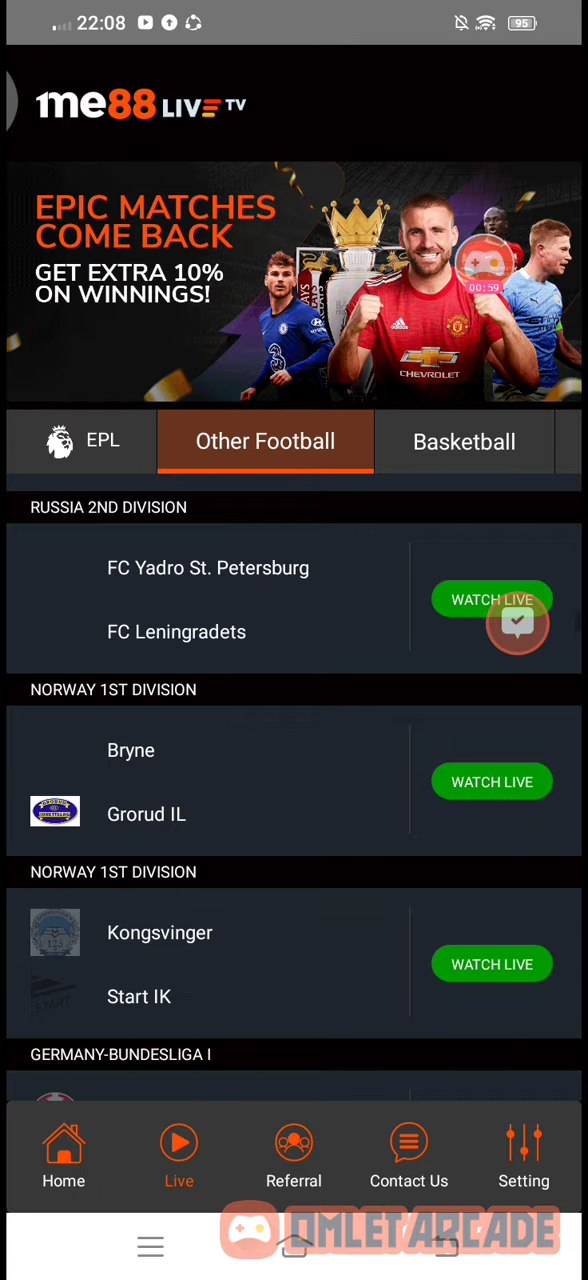 22:08
95
me88 LIVE TV
EPIC MATCHES
COME BACK
GET EXTRA 10%
ON WINNINGS!
00:59
CHEVROLET
EPL
Other Football
Basketball
RUSSIA 2ND DIVISION
FC Yadro St. Petersburg
WATCH LIVE
FC Leningradets
NORWAY 1ST DIVISION
Bryne
WATCH LIVE
GRORUD
Grorud IL
NORWAY 1ST DIVISION
Kongsvinger
WATCH LIVE
START
Start IK
GERMANY-BUNDESLIGA I
Home
Live
Referral
Contact Us
Setting
OMLET ARCADE